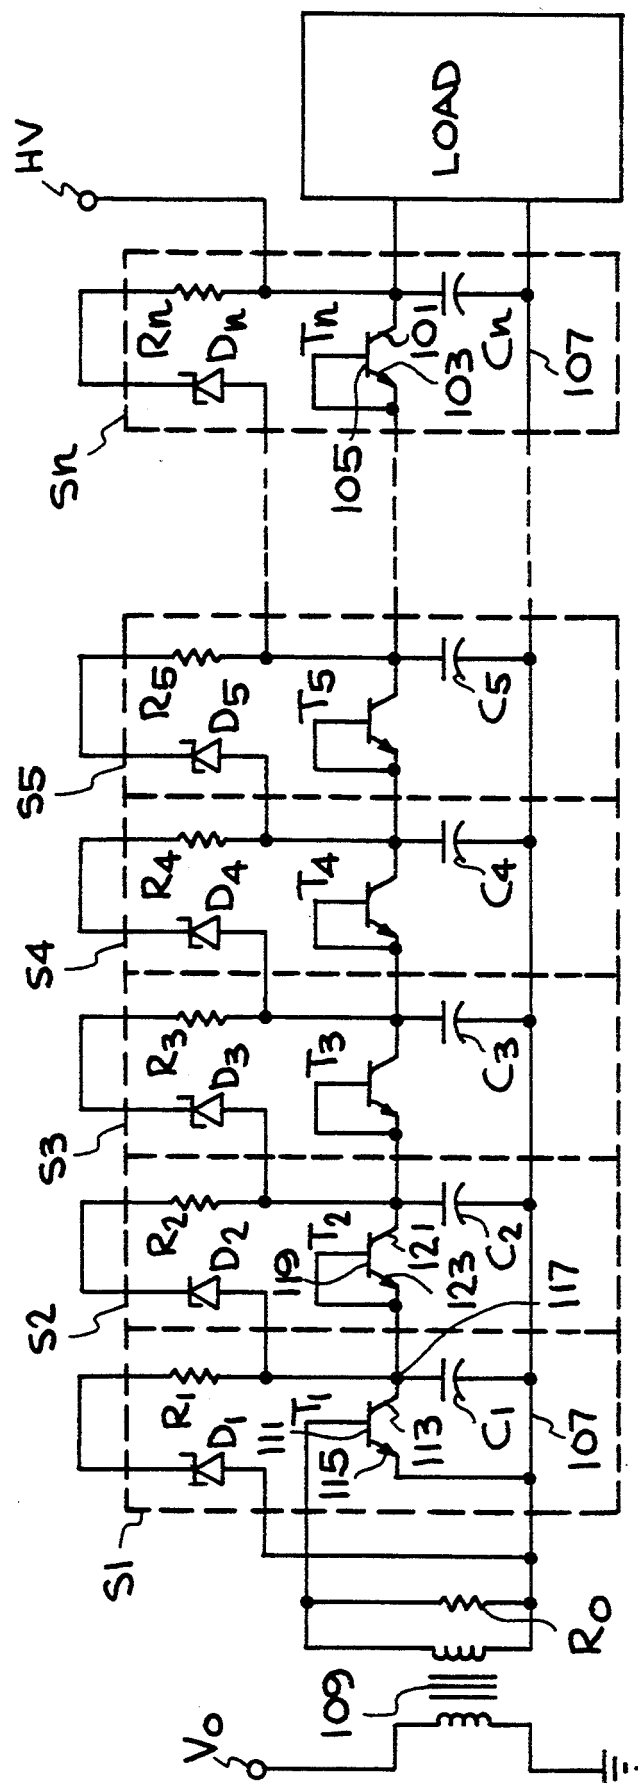 HV
LOAD
Sn
Rn
Dn
Tn
101
103
105
Cn
107
S5
R5
D5
T5
C5
S4
R4
D4
T4
C4
S3
R3
D3
T3
C3
S2
R2
D2
T2
119
121
123
C2
117
S1
R1
D1
T1
111
113
115
C1
107
RO
109
VO